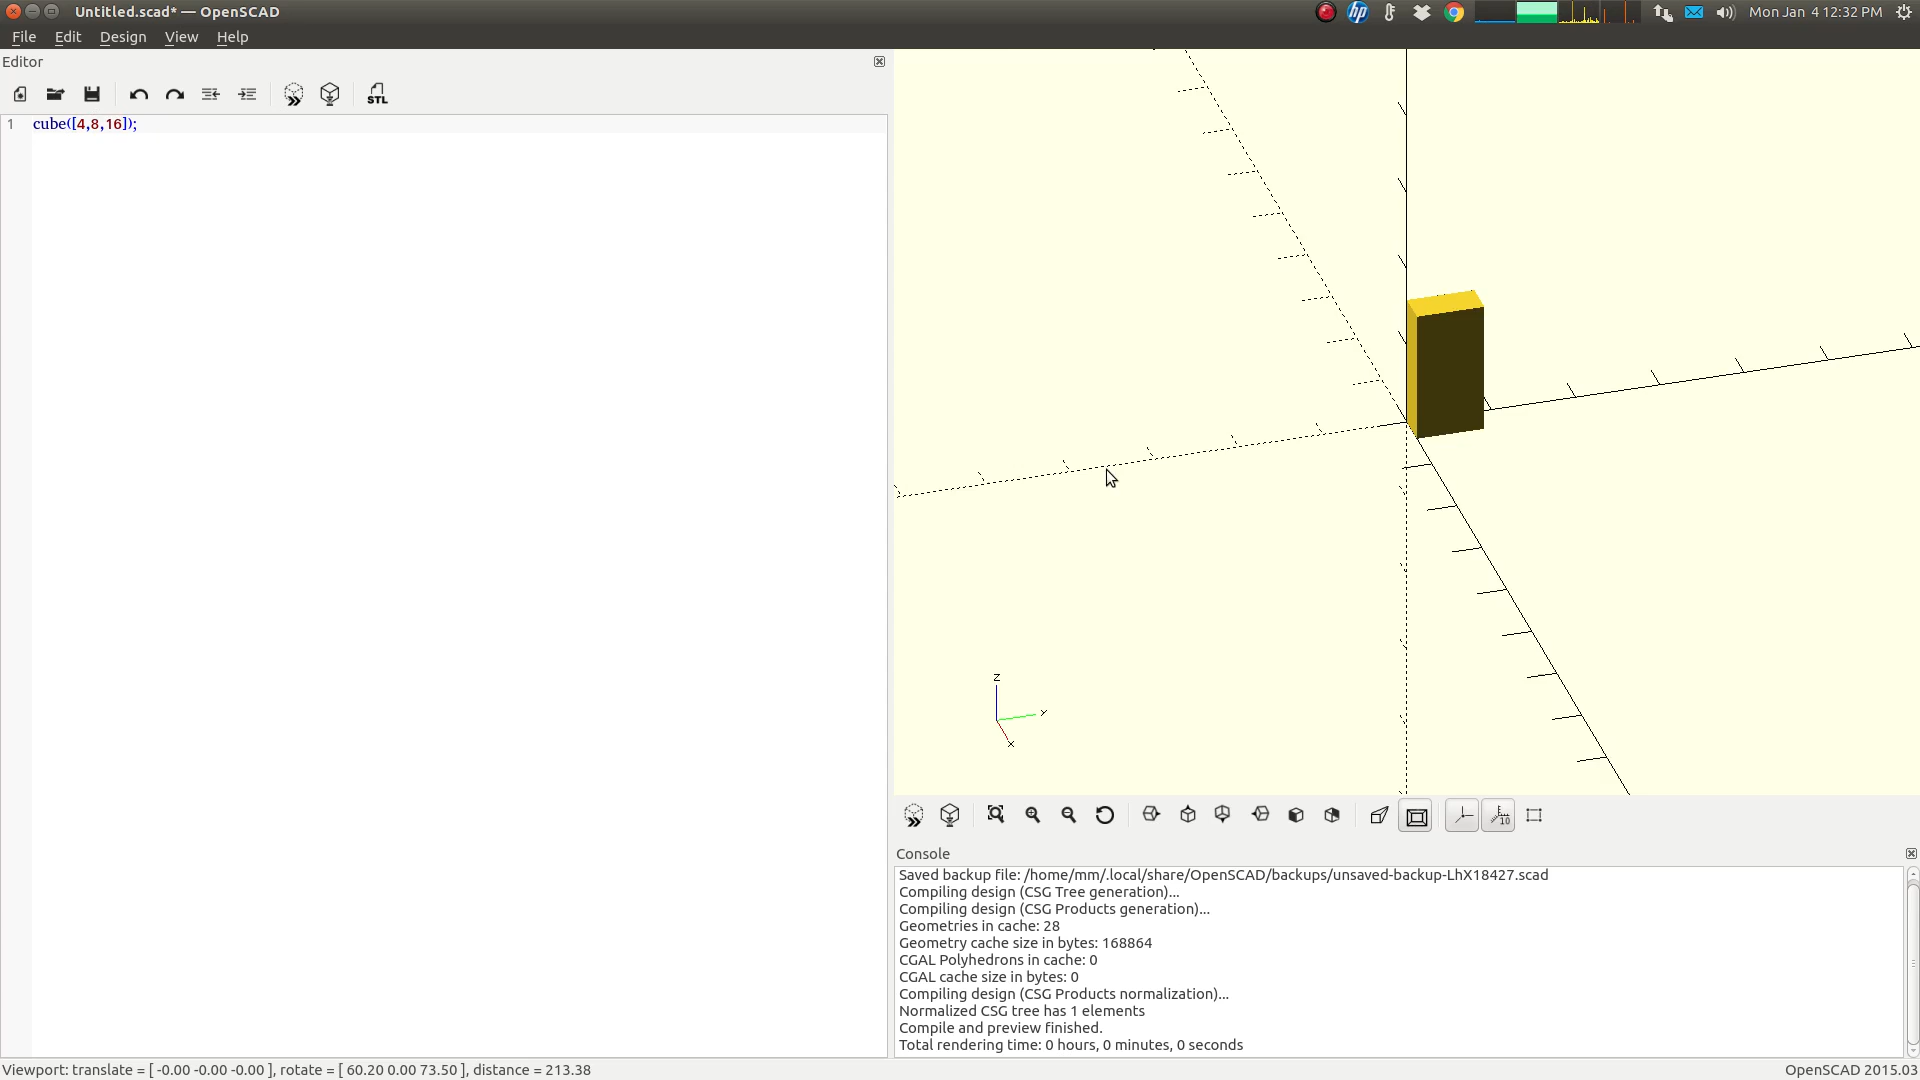 Untitled.scad* — OpenSCAD
hp
Mon Jan 4 12:32 PM
File Edit Design View Help
Editor
STL
1 cube([4,8,16]);
z
y
x
10
Console
Saved backup file: /home/mm/.local/share/OpenSCAD/backups/unsaved-backup-LhX18427.scad
Compiling design (CSG Tree generation)...
Compiling design (CSG Products generation)...
Geometries in cache: 28
Geometry cache size in bytes: 168864
CGAL Polyhedrons in cache: 0
CGAL cache size in bytes: 0
Compiling design (CSG Products normalization)...
Normalized CSG tree has 1 elements
Compile and preview finished.
Total rendering time: 0 hours, 0 minutes, 0 seconds
Viewport: translate = [ -0.00 -0.00 -0.00 ], rotate = [ 60.20 0.00 73.50 ], distance = 213.38
OpenSCAD 2015.03